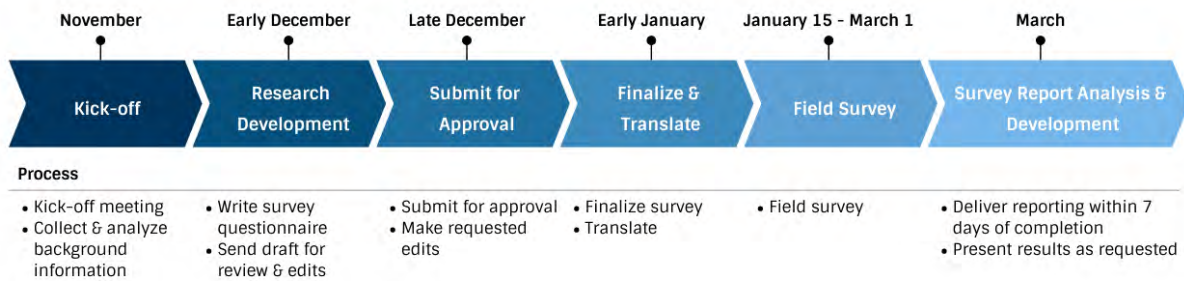 November
Early December
Late December
Early January
January 15 - March 1
March
Kick-off
Research
Development
Submit for
Approval
Finalize &
Translate
Field Survey
Survey Report Analysis &
Development
Process
• Kick-off meeting
• Collect & analyze
background
information
• Write survey
questionnaire
• Send draft for
review & edits
• Submit for approval
• Make requested
edits
• Finalize survey
• Translate
• Field survey
• Deliver reporting within 7
days of completion
• Present results as requested